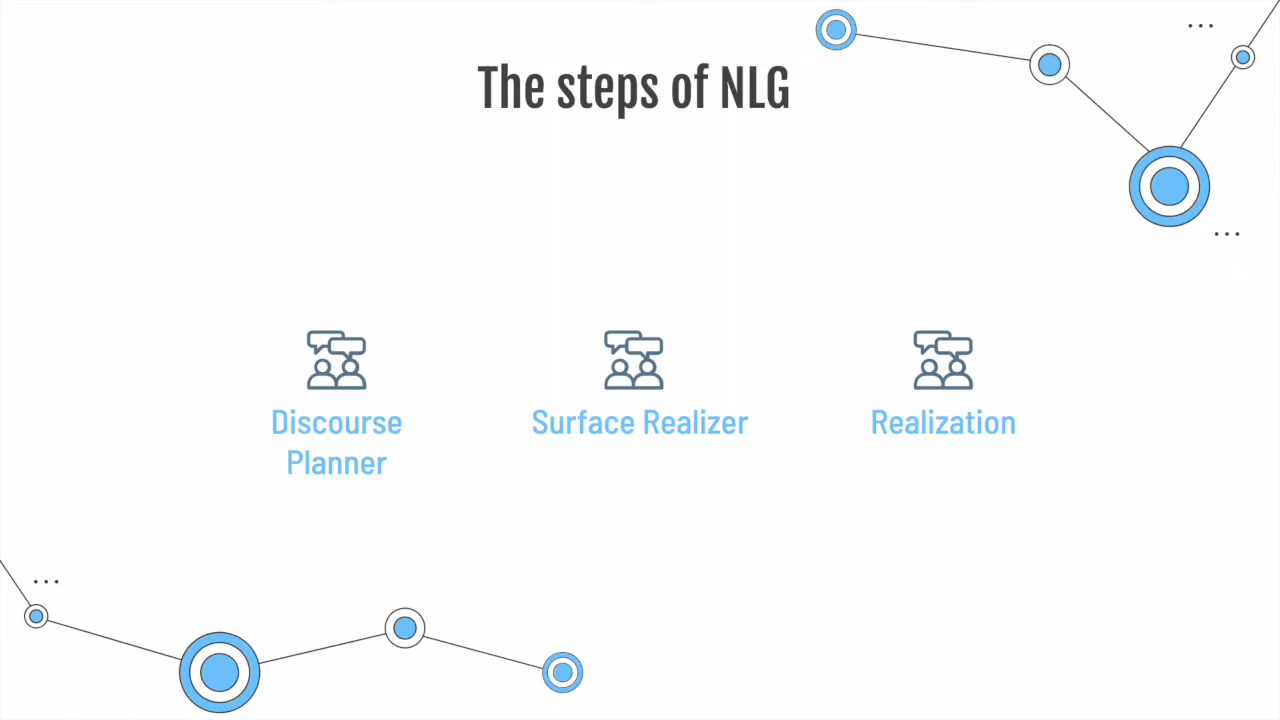 The steps of NLG
Discourse
Planner
Surface Realizer
Realization